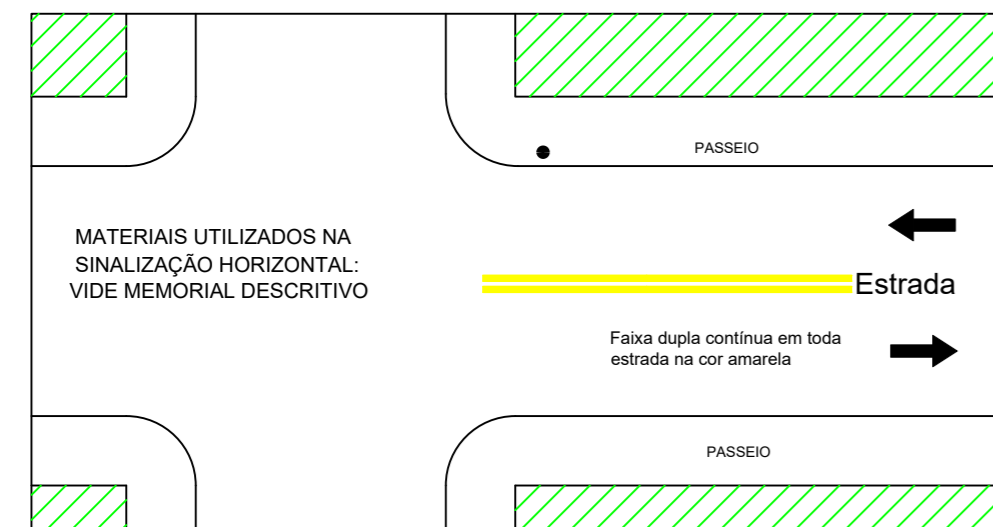 PASSEIO
MATERIAIS UTILIZADOS NA
SINALIZAÇÃO HORIZONTAL:
VIDE MEMORIAL DESCRITIVO
Estrada
Faixa dupla contínua em toda
estrada na cor amarela
PASSEIO